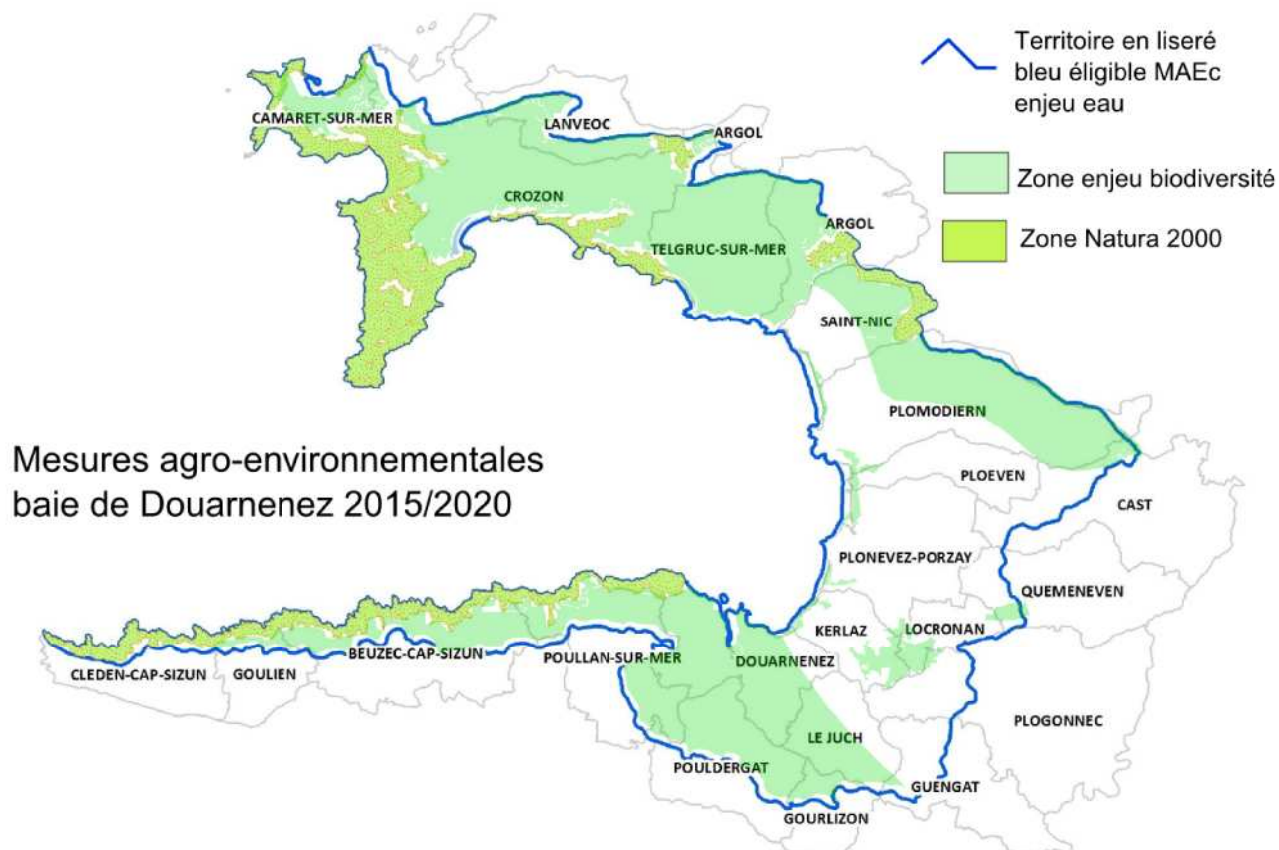 Territoire en liseré
bleu éligible MAEc
enjeu eau
Zone enjeu biodiversité
Zone Natura 2000
CAMARET-SUR-MER
LANVEOC
ARGOL
CROZON
ARGOL
TELGRUC-SUR-MER
SAINT-NIC
PLOMODIERN
Mesures agro-environnementales
baie de Douarnenez 2015/2020
PLOEVEN
CAST
PLONEVEZ-PORZAY
QUEMENEVEN
KERLAZ
LOCRONAN
BEUZEC-CAP-SIZUN
POULLAN-SUR-MER
DOUARNENEZ
CLEDEN-CAP-SIZUN
GOULIEN
PLOGONNEC
LE JUCH
POULDERGAT
GUENGAT
GOURLIZON